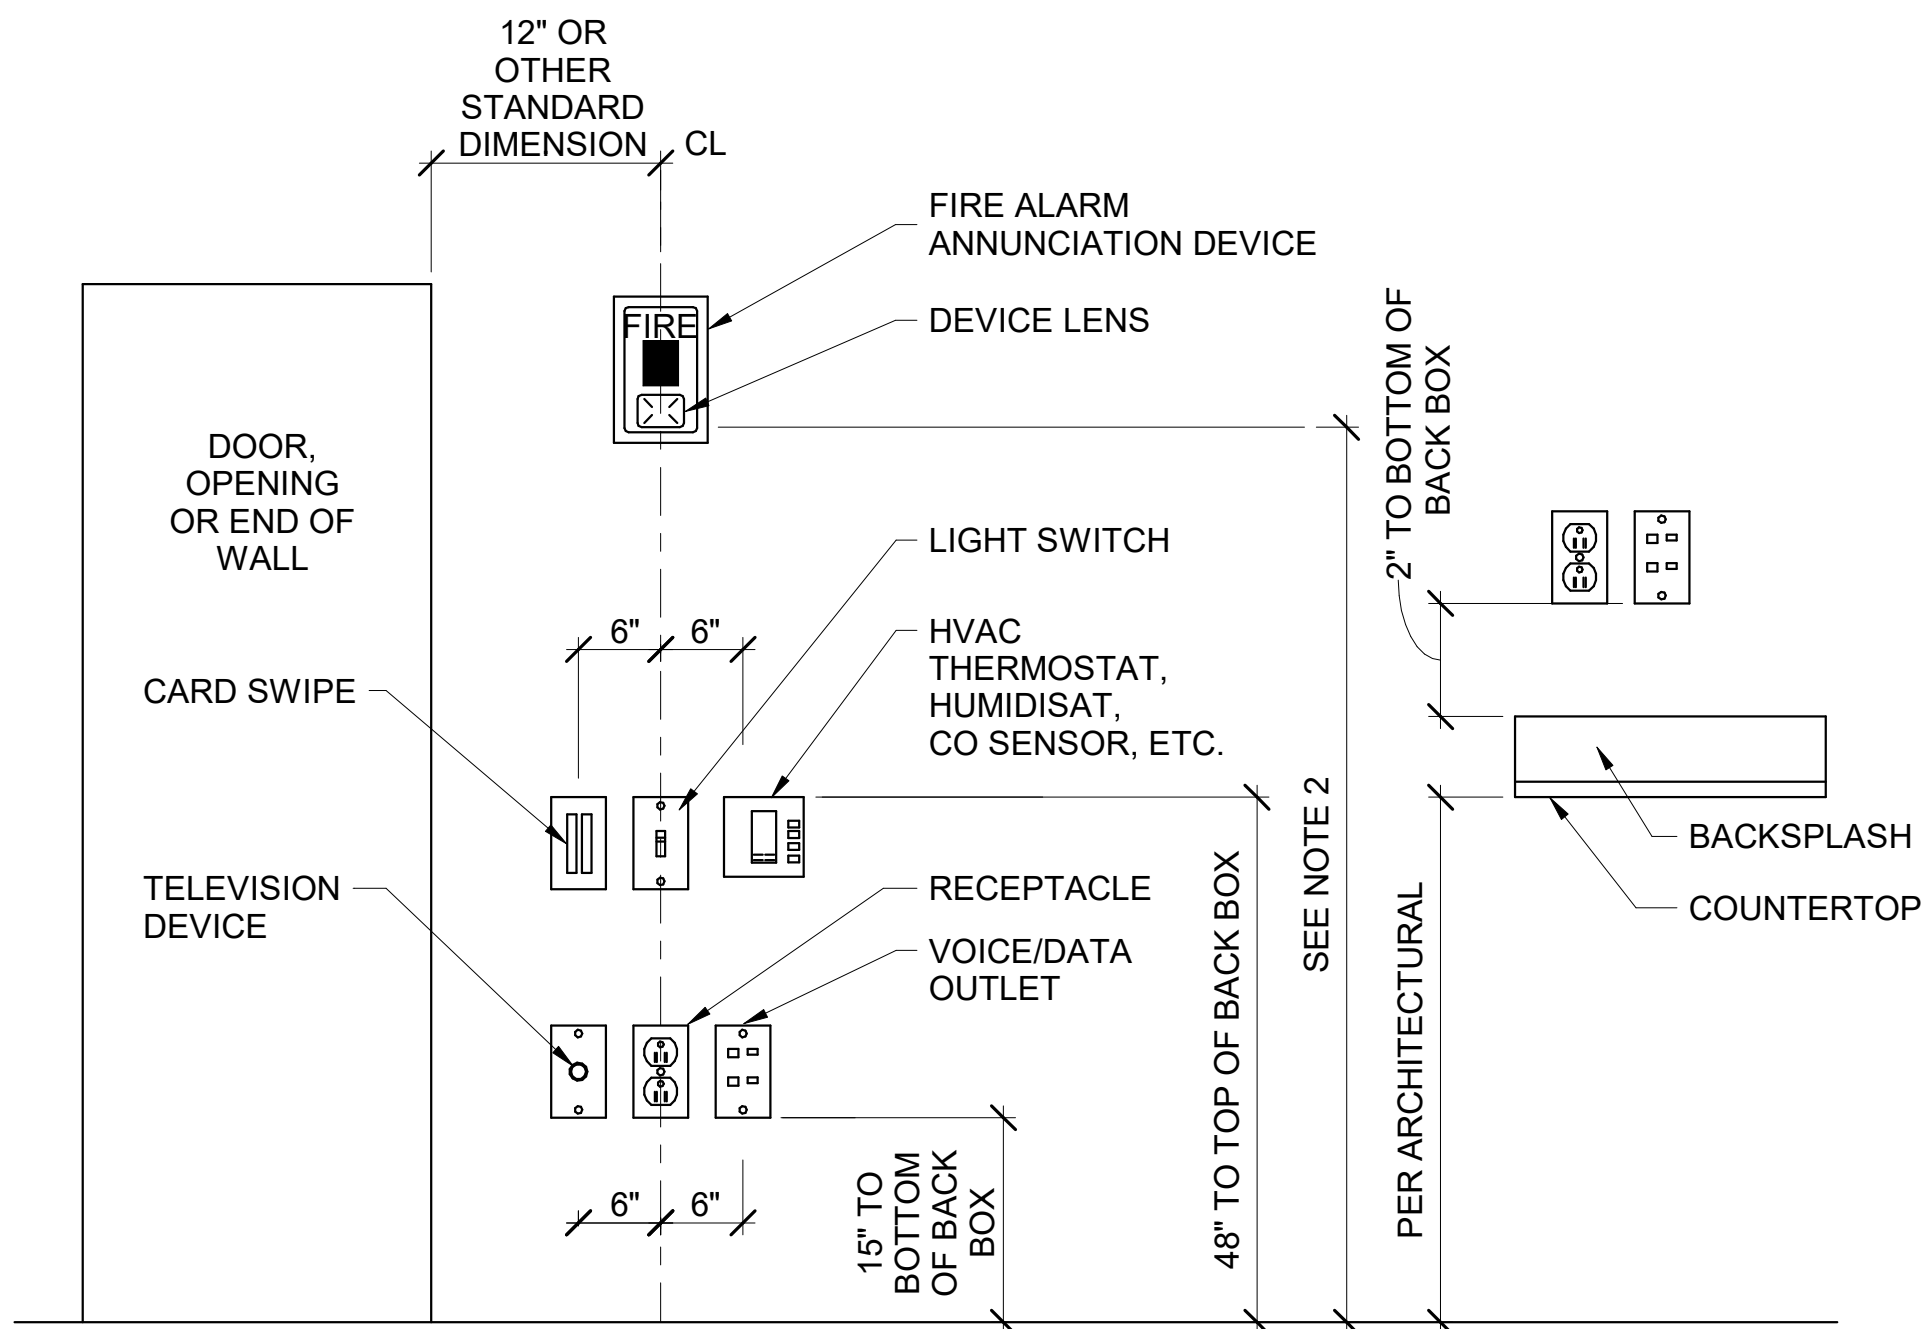 12" OR
OTHER
STANDARD
DIMENSION
CL
FIRE ALARM
ANNUNCIATION DEVICE
FIRE
DEVICE LENS
2" TO BOTTOM OF
BACK BOX
DOOR,
OPENING
OR END OF
WALL
LIGHT SWITCH
6"
6"
HVAC
THERMOSTAT,
HUMIDISAT,
CO SENSOR, ETC.
CARD SWIPE
SEE NOTE 2
BACKSPLASH
TELEVISION
DEVICE
RECEPTACLE
COUNTERTOP
VOICE/DATA
OUTLET
48" TO TOP OF BACK BOX
PER ARCHITECTURAL
15" TO
BOTTOM
OF BACK
BOX
6"
6"